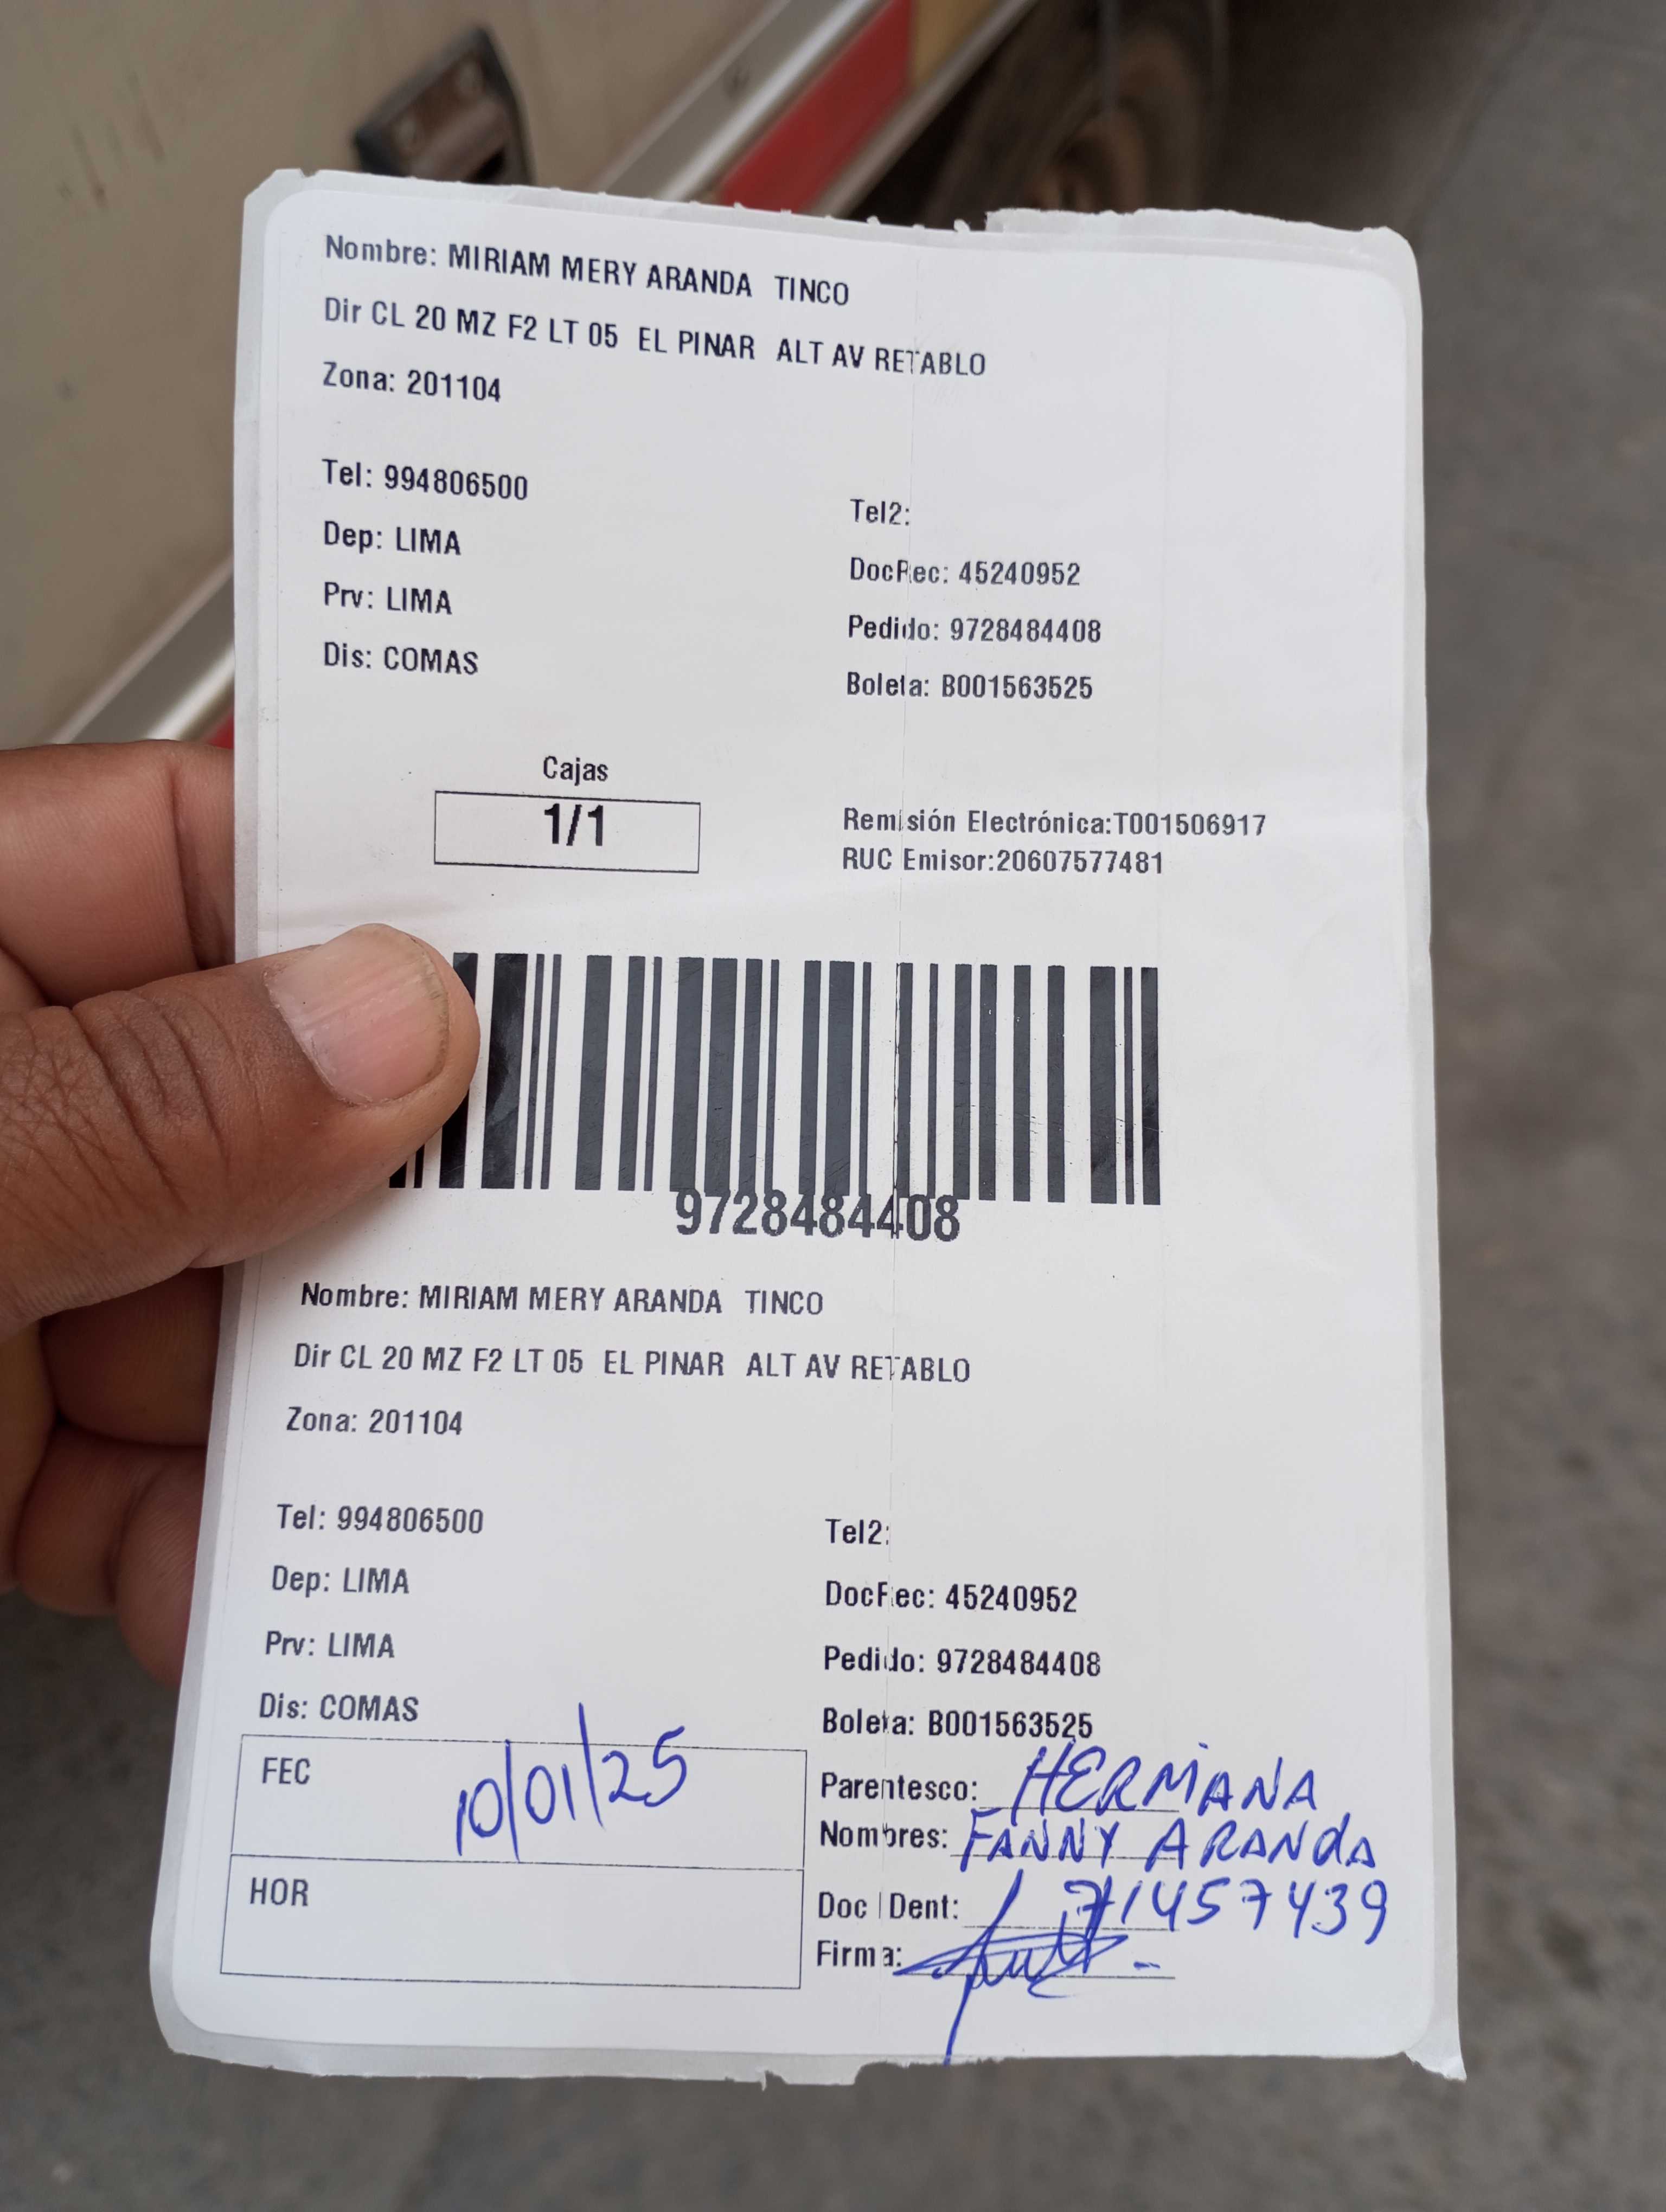 Nombre: MIRIAM MERY ARANDA TINCO
Dir CL 20 MZ F2 LT 05 EL PINAR ALT AV RETABLO
Zona: 201104
Tel: 994806500
Tel2:
Dep: LIMA
DocRec: 45240952
Prv: LIMA
Pedido: 9728484408
Dis: COMAS
Boleta: B001563525
Cajas
1/1
Remisión Electrónica:T001506917
RUC Emisor:20607577481
9728484408
Nombre: MIRIAM MERY ARANDA TINCO
Dir CL 20 MZ F2 LT 05 EL PINAR ALT AV RETABLO
Zona: 201104
Tel: 994806500
Tel2:
Dep: LIMA
DocRec: 45240952
Prv: LIMA
Pedido: 9728484408
Dis: COMAS
Boleta: B001563525
FEC 10/01/25
Parentesco: HERMANA
Nombres: FANNY ARANDA
HOR
Doc Ident: 71457439
Firma: